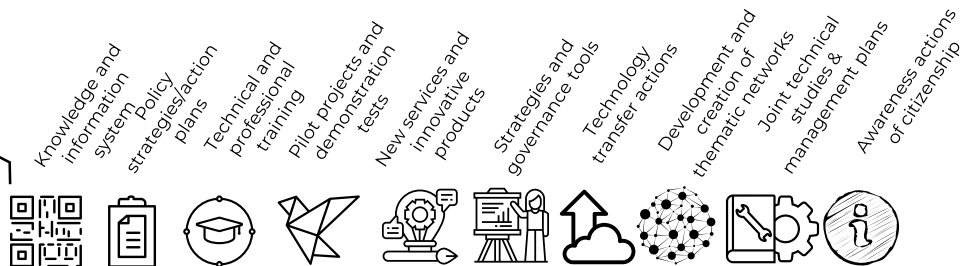 Knowledge and
information
system
policy
strategies/action
plans
Technical and
professional
training
Pilot projects and
demonstration
tests
New services and
innovative
products
Strategies and
governance tools
Technology
transfer actions
Development and
creation of
thematic networks
Joint technical
studies &
management plans
Awareness actions
of citizenship